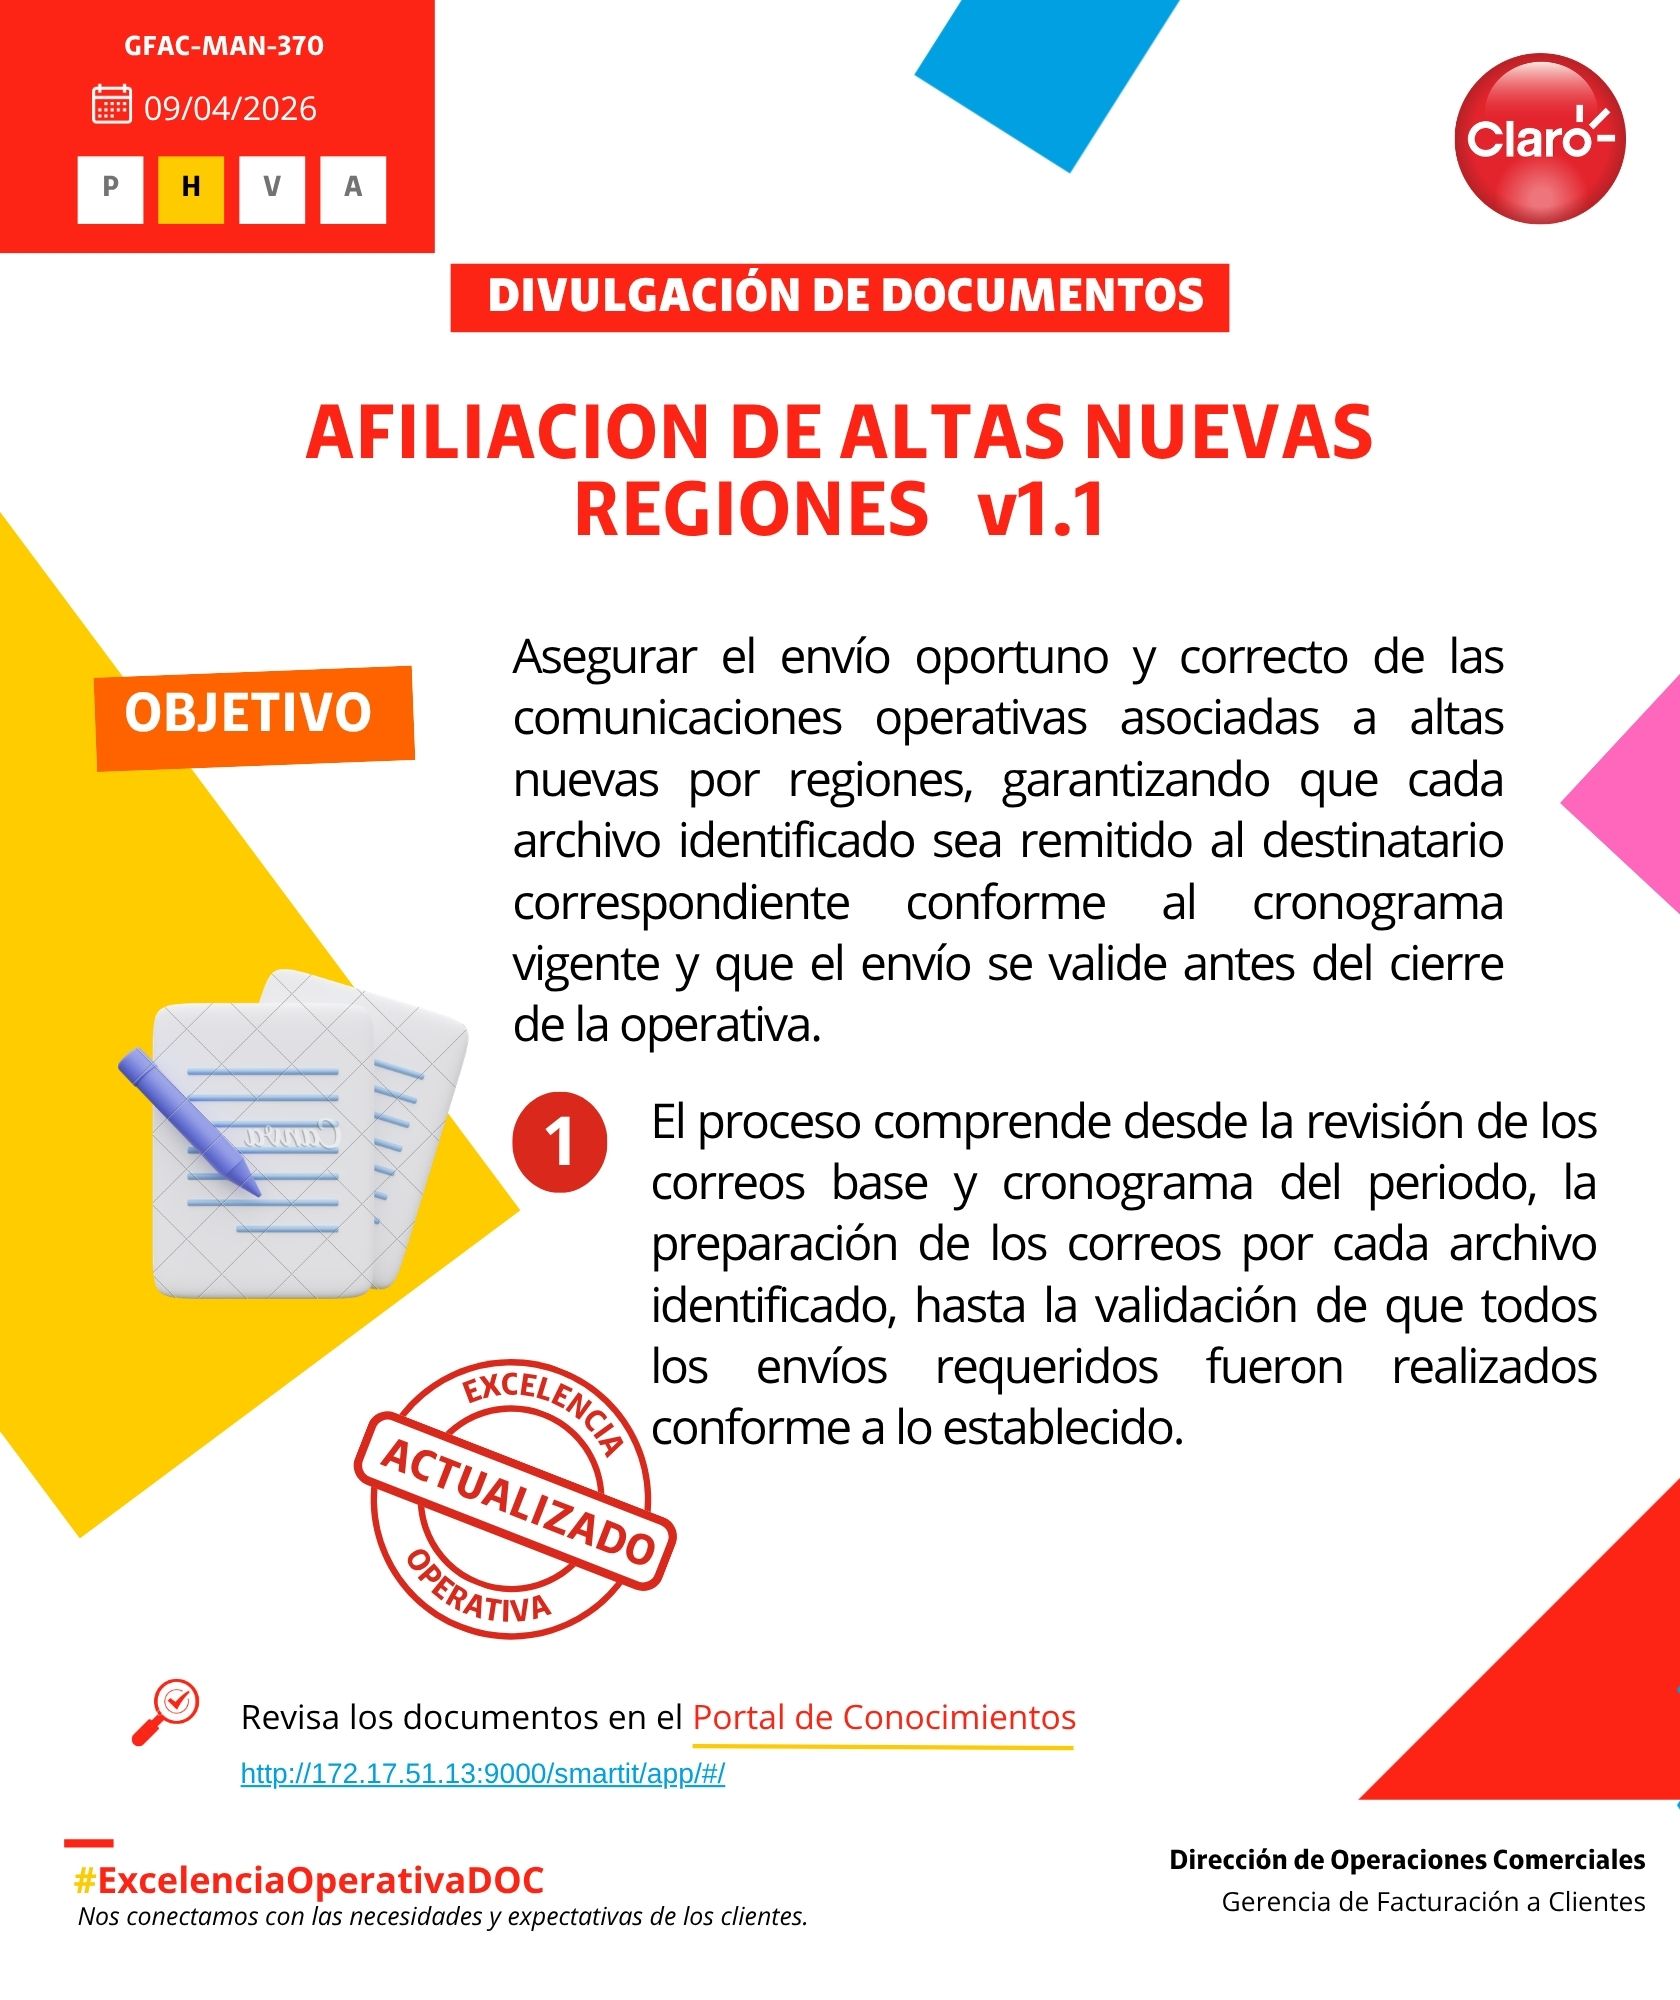 GFAC-MAN-370
09/04/2026
P H V A
Claro
DIVULGACIÓN DE DOCUMENTOS
AFILIACION DE ALTAS NUEVAS
REGIONES v1.1
OBJETIVO
Asegurar el envío oportuno y correcto de las
comunicaciones operativas asociadas a altas
nuevas por regiones, garantizando que cada
archivo identificado sea remitido al destinatario
correspondiente conforme al cronograma
vigente y que el envío se valide antes del cierre
de la operativa.
Canva
1
El proceso comprende desde la revisión de los
correos base y cronograma del periodo, la
preparación de los correos por cada archivo
identificado, hasta la validación de que todos
los envíos requeridos fueron realizados
conforme a lo establecido.
EXCELENCIA
ACTUALIZADO
OPERATIVA
Revisa los documentos en el Portal de Conocimientos
http://172.17.51.13:9000/smartit/app/#/
#ExcelenciaOperativaDOC
Nos conectamos con las necesidades y expectativas de los clientes.
Dirección de Operaciones Comerciales
Gerencia de Facturación a Clientes